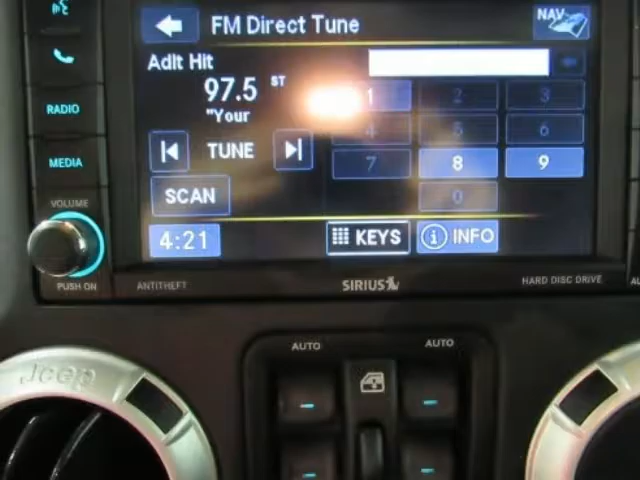 FM Direct Tune
NAV
Adlt Hit
97.5 ST
"Your
1 2 3
4 5 6
RADIO
TUNE
MEDIA
7 8 9
SCAN
0
VOLUME
4:21
KEYS
i INFO
PUSH ON
ANTITHEFT
SIRIUS
HARD DISC DRIVE
AUTO
AUTO
Jeep